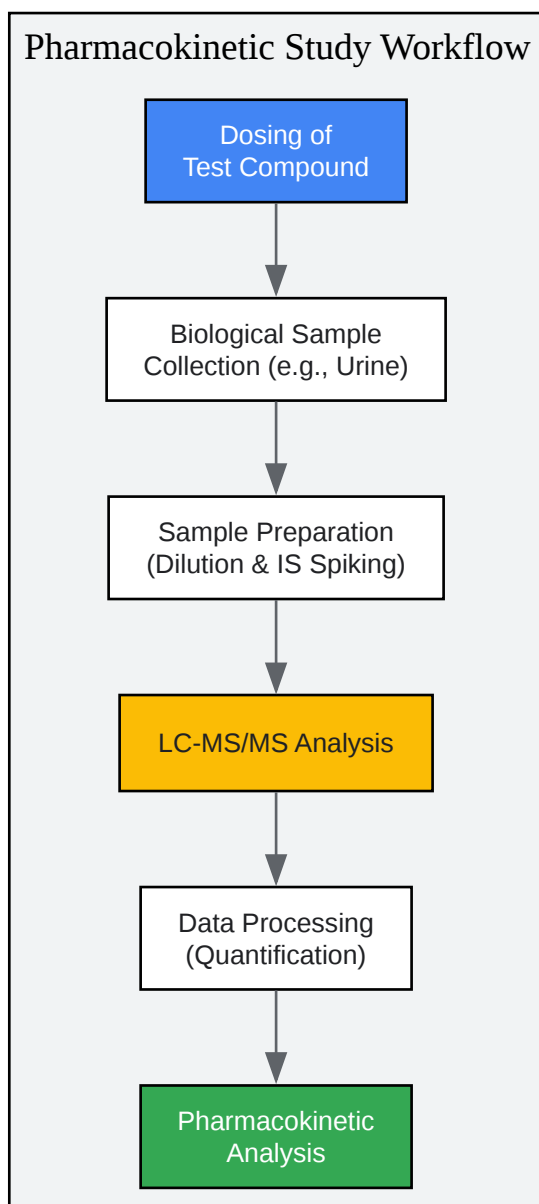 Pharmacokinetic Study Workflow
Dosing of
Test Compound
Biological Sample
Collection (e.g., Urine)
Sample Preparation
(Dilution & IS Spiking)
LC-MS/MS Analysis
Data Processing
(Quantification)
Pharmacokinetic
Analysis